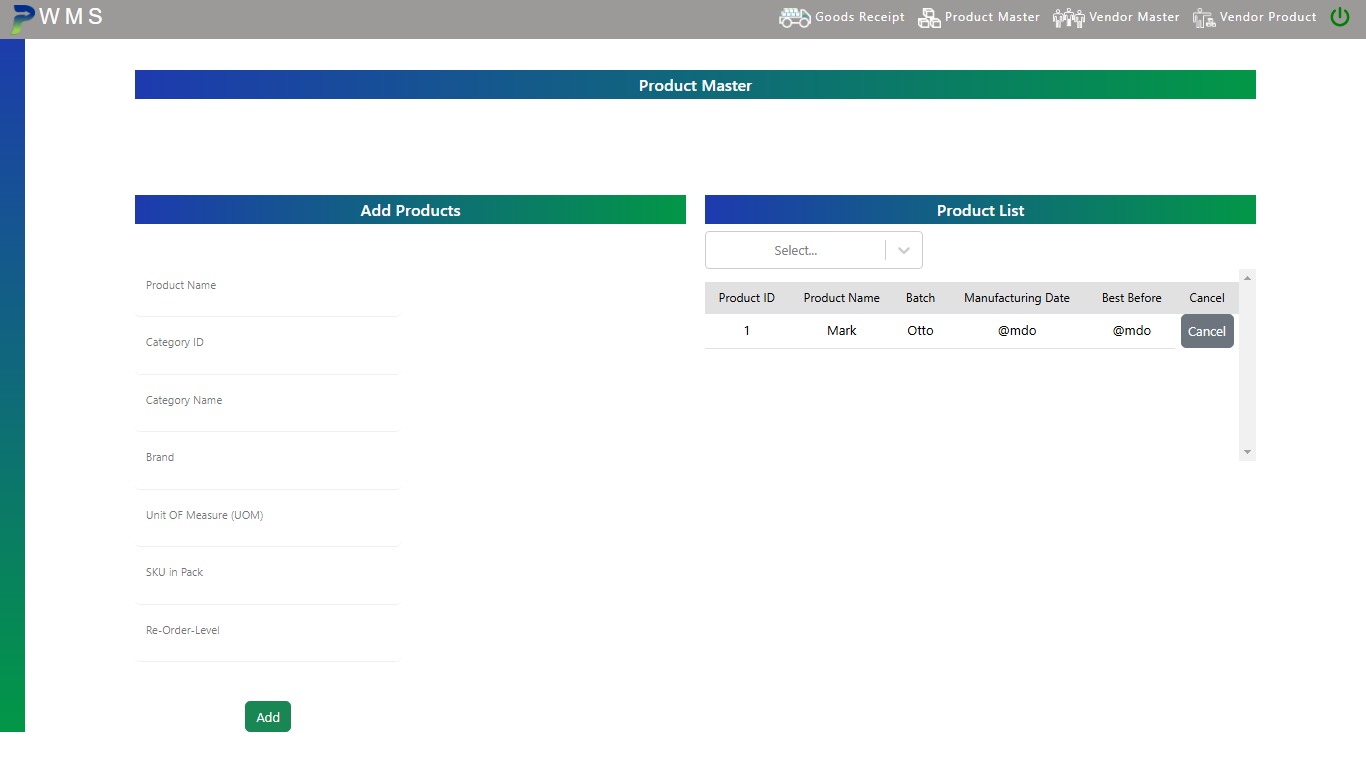 PWMS
Goods Receipt
Product Master
Vendor Master
Vendor Product
Product Master
Add Products
Product Name
Category ID
Category Name
Brand
Unit OF Measure (UOM)
SKU in Pack
Re-Order-Level
Add
Product List
Select...
Product ID Product Name Batch Manufacturing Date Best Before Cancel
1 Mark Otto @mdo @mdo Cancel